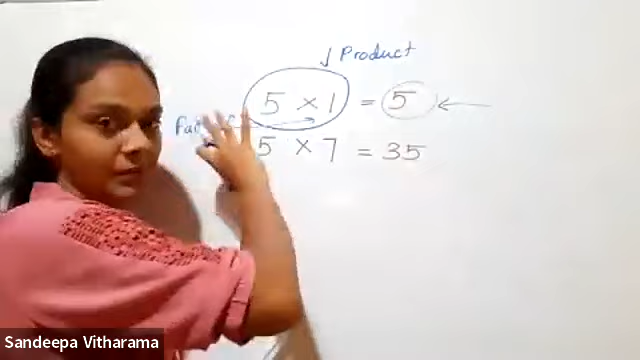 ↓ Product
5 × 1 = 5 ←
5 × 7 = 35
Sandeepa Vitharama